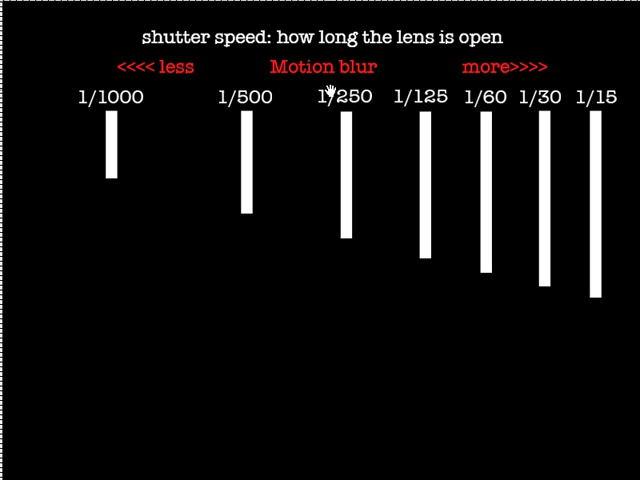 shutter speed: how long the lens is open
<<<< less Motion blur more>>>>
1/1000 1/500 1/250 1/125 1/60 1/30 1/15